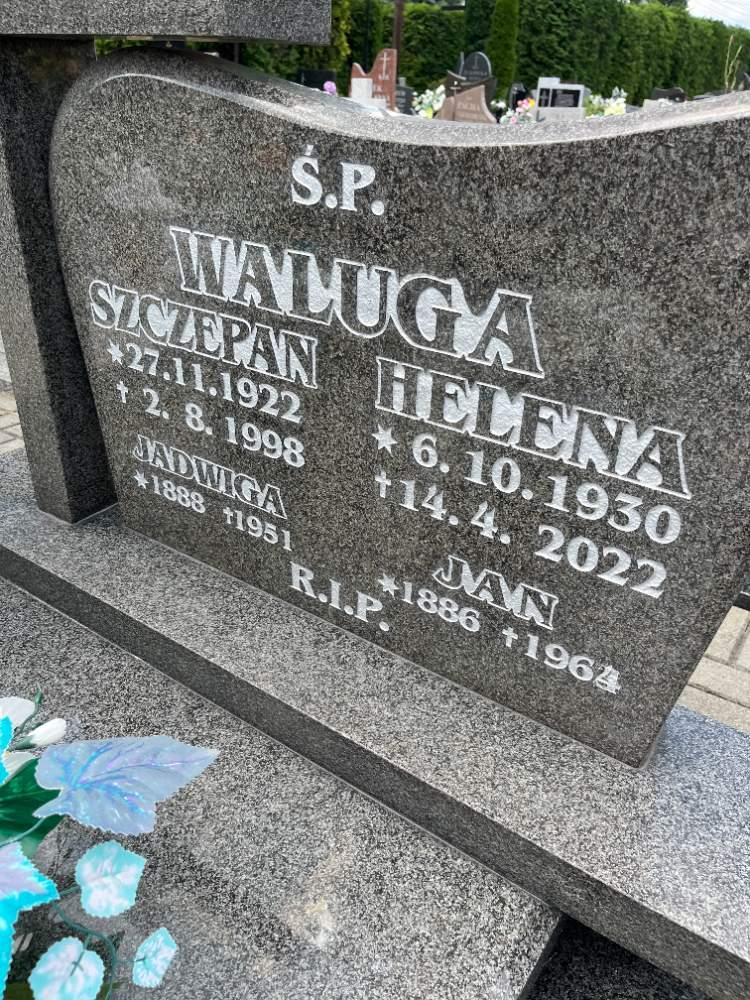 Ś.P.
WALUGA
SZCZEPAN
*27.11.1922
† 2. 8. 1998
HELENA
* 6. 10. 1930
†14. 4. 2022
JADWIGA
*1888 †1951
JAN
*1886 †1964
R.I.P.